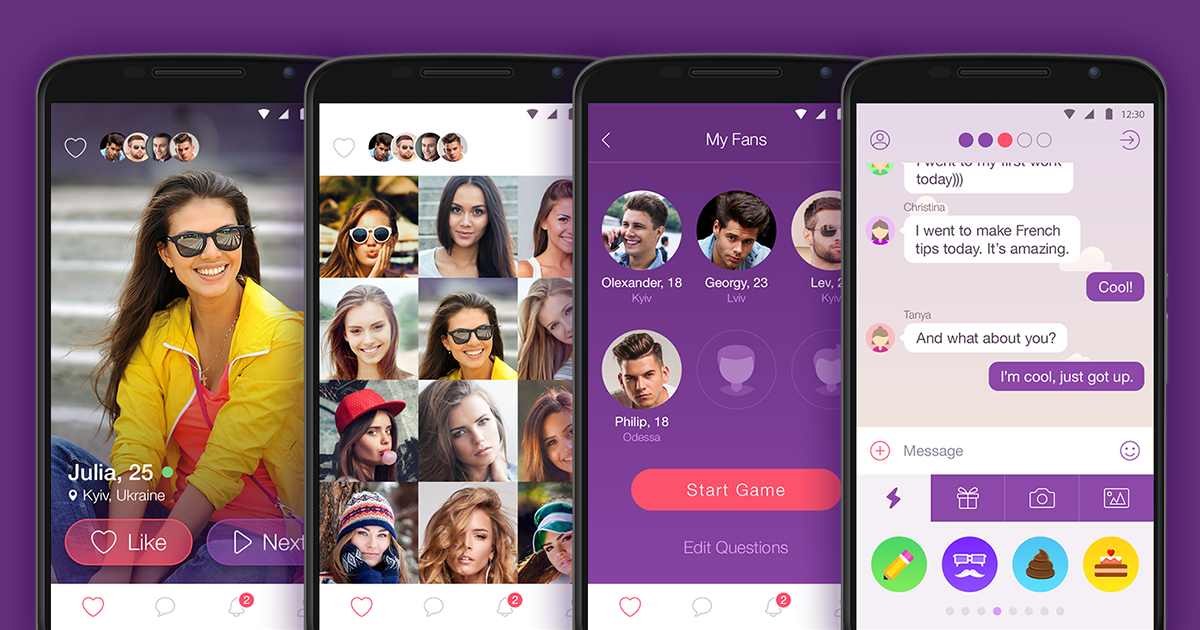 Julia, 25
Kyiv, Ukraine
Like
Next
2
2
My Fans
Olexander, 18
Kyiv
Georgy, 23
Lviv
Lev,
Philip, 18
Odessa
Start Game
Edit Questions
2
12:30
I went to my first work
today)))
Christina
I went to make French
tips today. It's amazing.
Cool!
Tanya
And what about you?
I'm cool, just got up.
Message